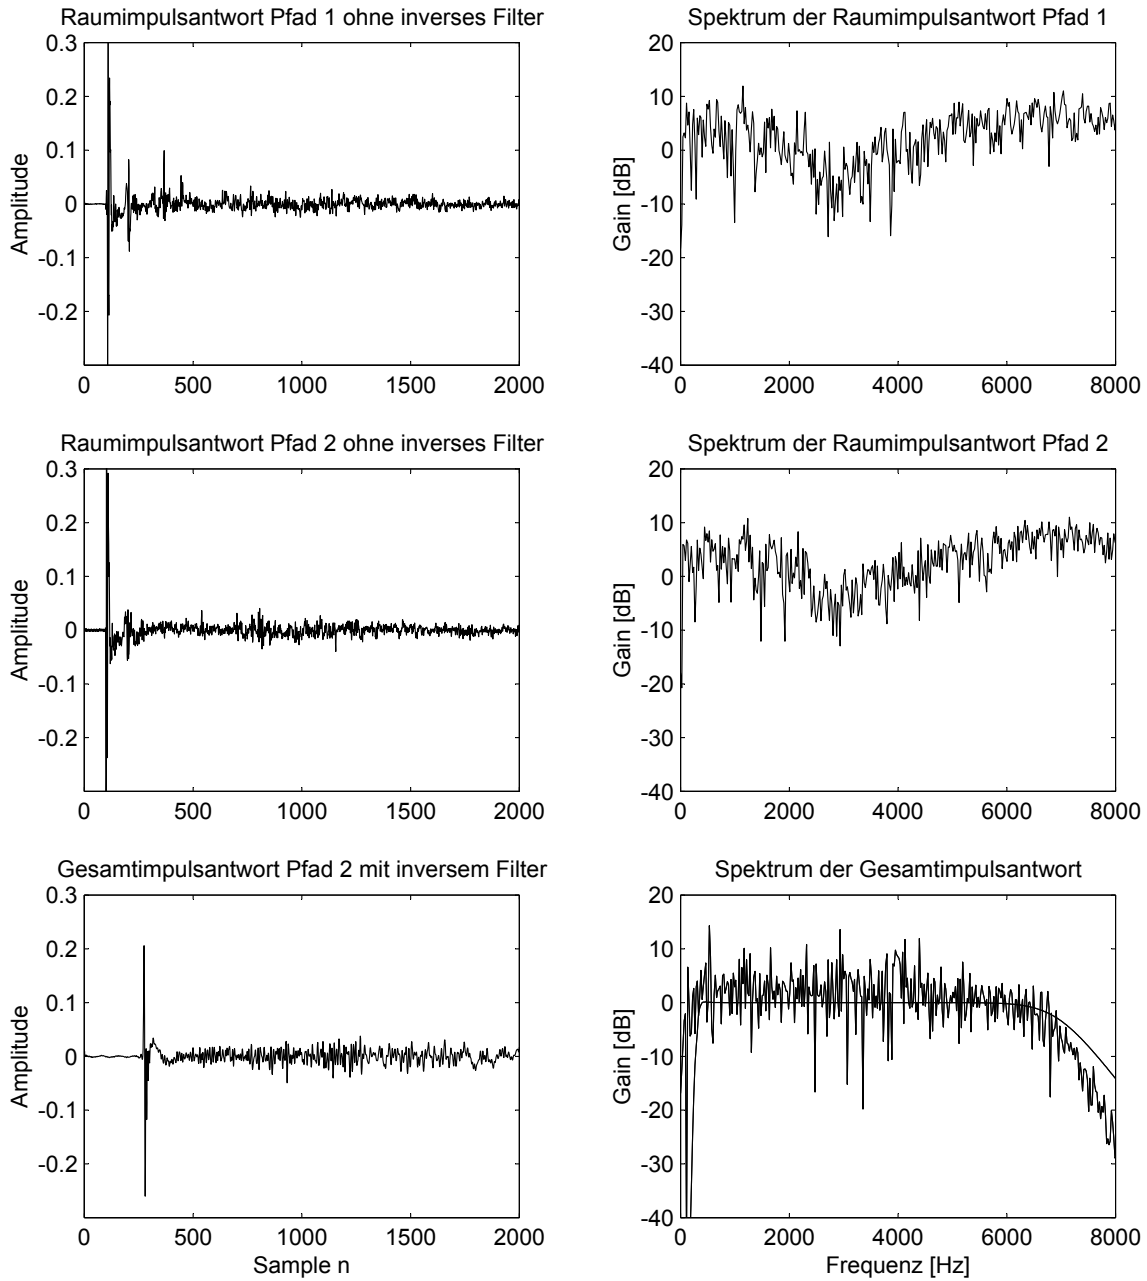 Raumimpulsantwort Pfad 1 ohne inverses Filter
0.3
0.2
0.1
0
-0.1
-0.2
Amplitude
0 500 1000 1500 2000
Spektrum der Raumimpulsantwort Pfad 1
20
10
0
-10
-20
-30
-40
Gain [dB]
0 2000 4000 6000 8000
Raumimpulsantwort Pfad 2 ohne inverses Filter
0.3
0.2
0.1
0
-0.1
-0.2
Amplitude
0 500 1000 1500 2000
Spektrum der Raumimpulsantwort Pfad 2
20
10
0
-10
-20
-30
-40
Gain [dB]
0 2000 4000 6000 8000
Gesamtimpulsantwort Pfad 2 mit inversem Filter
0.3
0.2
0.1
0
-0.1
-0.2
Amplitude
0 500 1000 1500 2000
Sample n
Spektrum der Gesamtimpulsantwort
20
10
0
-10
-20
-30
-40
Gain [dB]
0 2000 4000 6000 8000
Frequenz [Hz]